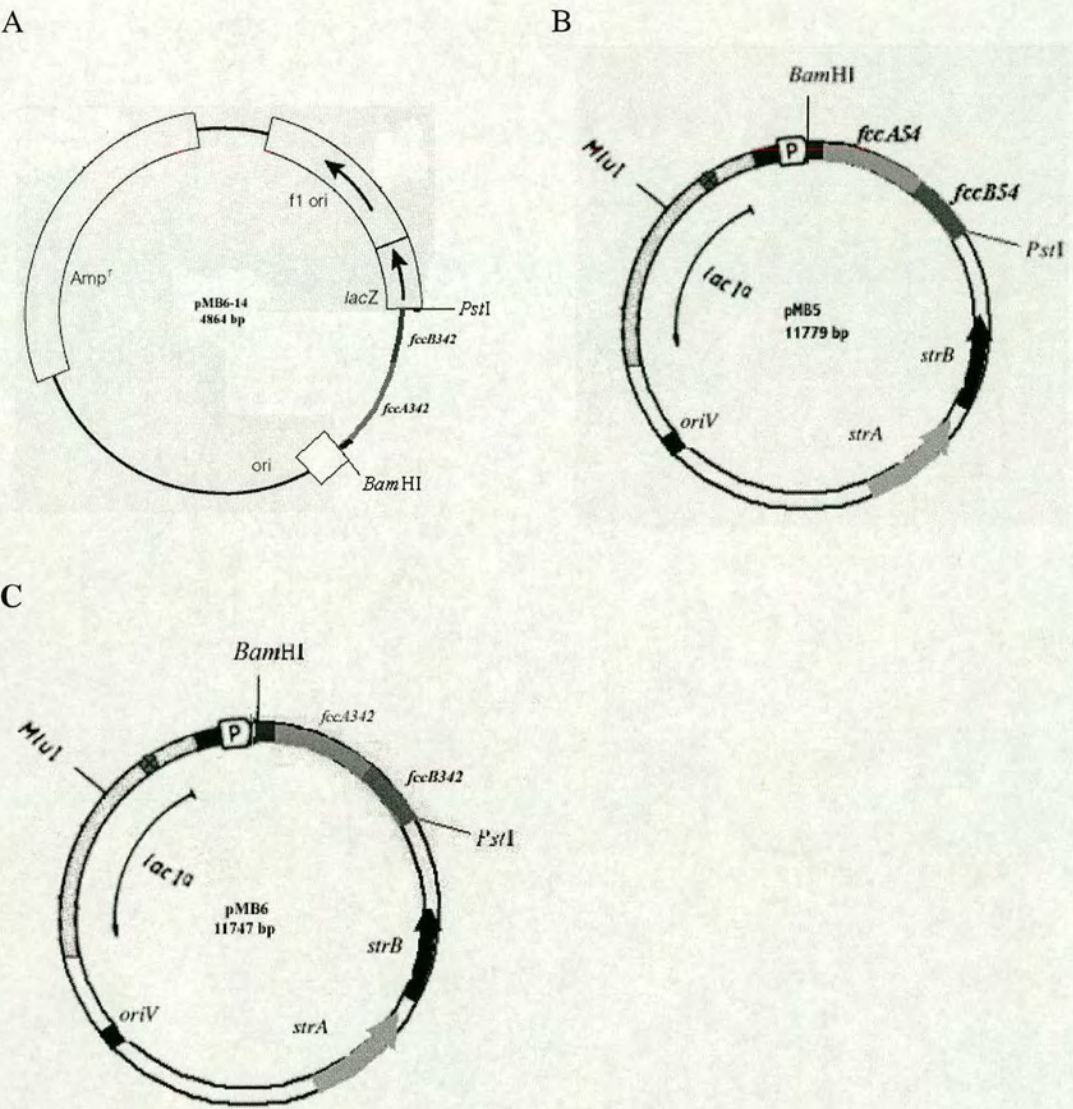 A
f1 ori
Ampʳ
pMB6-14
4864 bp
lacZ
PstI
fccB342
fccA342
ori
BamHI
B
BamHI
fccA54
MluI
P
fccB54
PstI
lacIq
pMB5
11779 bp
strB
oriV
strA
C
BamHI
fccA342
MluI
P
fccB342
PstI
lacIq
pMB6
11747 bp
strB
oriV
strA